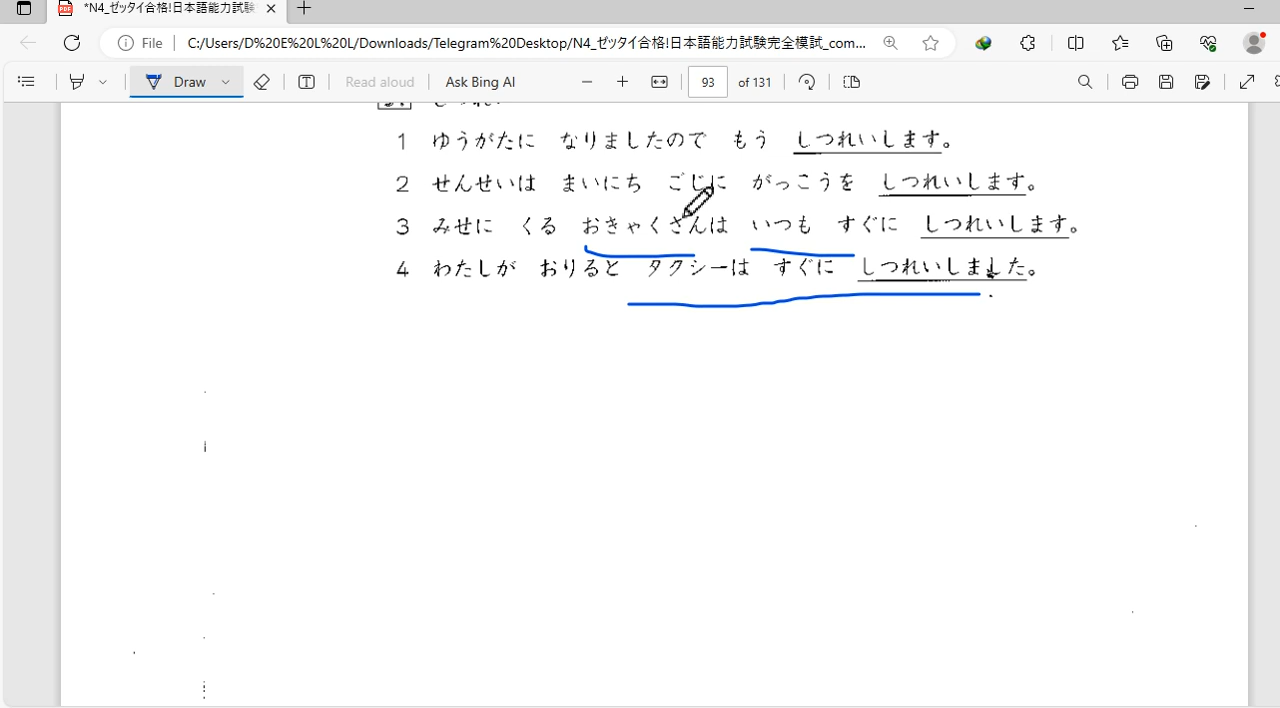 *N4_ゼッタイ合格!日本語能力試験
File C:/Users/D%20E%20L%20L/Downloads/Telegram%20Desktop/N4_ゼッタイ合格!日本語能力試験完全模試_com...
Draw Read aloud Ask Bing AI 93 of 131
1 ゆうがたに なりましたので もう しつれいします。
2 せんせいは まいにち ごじに がっこうを しつれいします。
3 みせに くる おきゃくさんは いつも すぐに しつれいします。
4 わたしが おりると タクシーは すぐに しつれいしました。